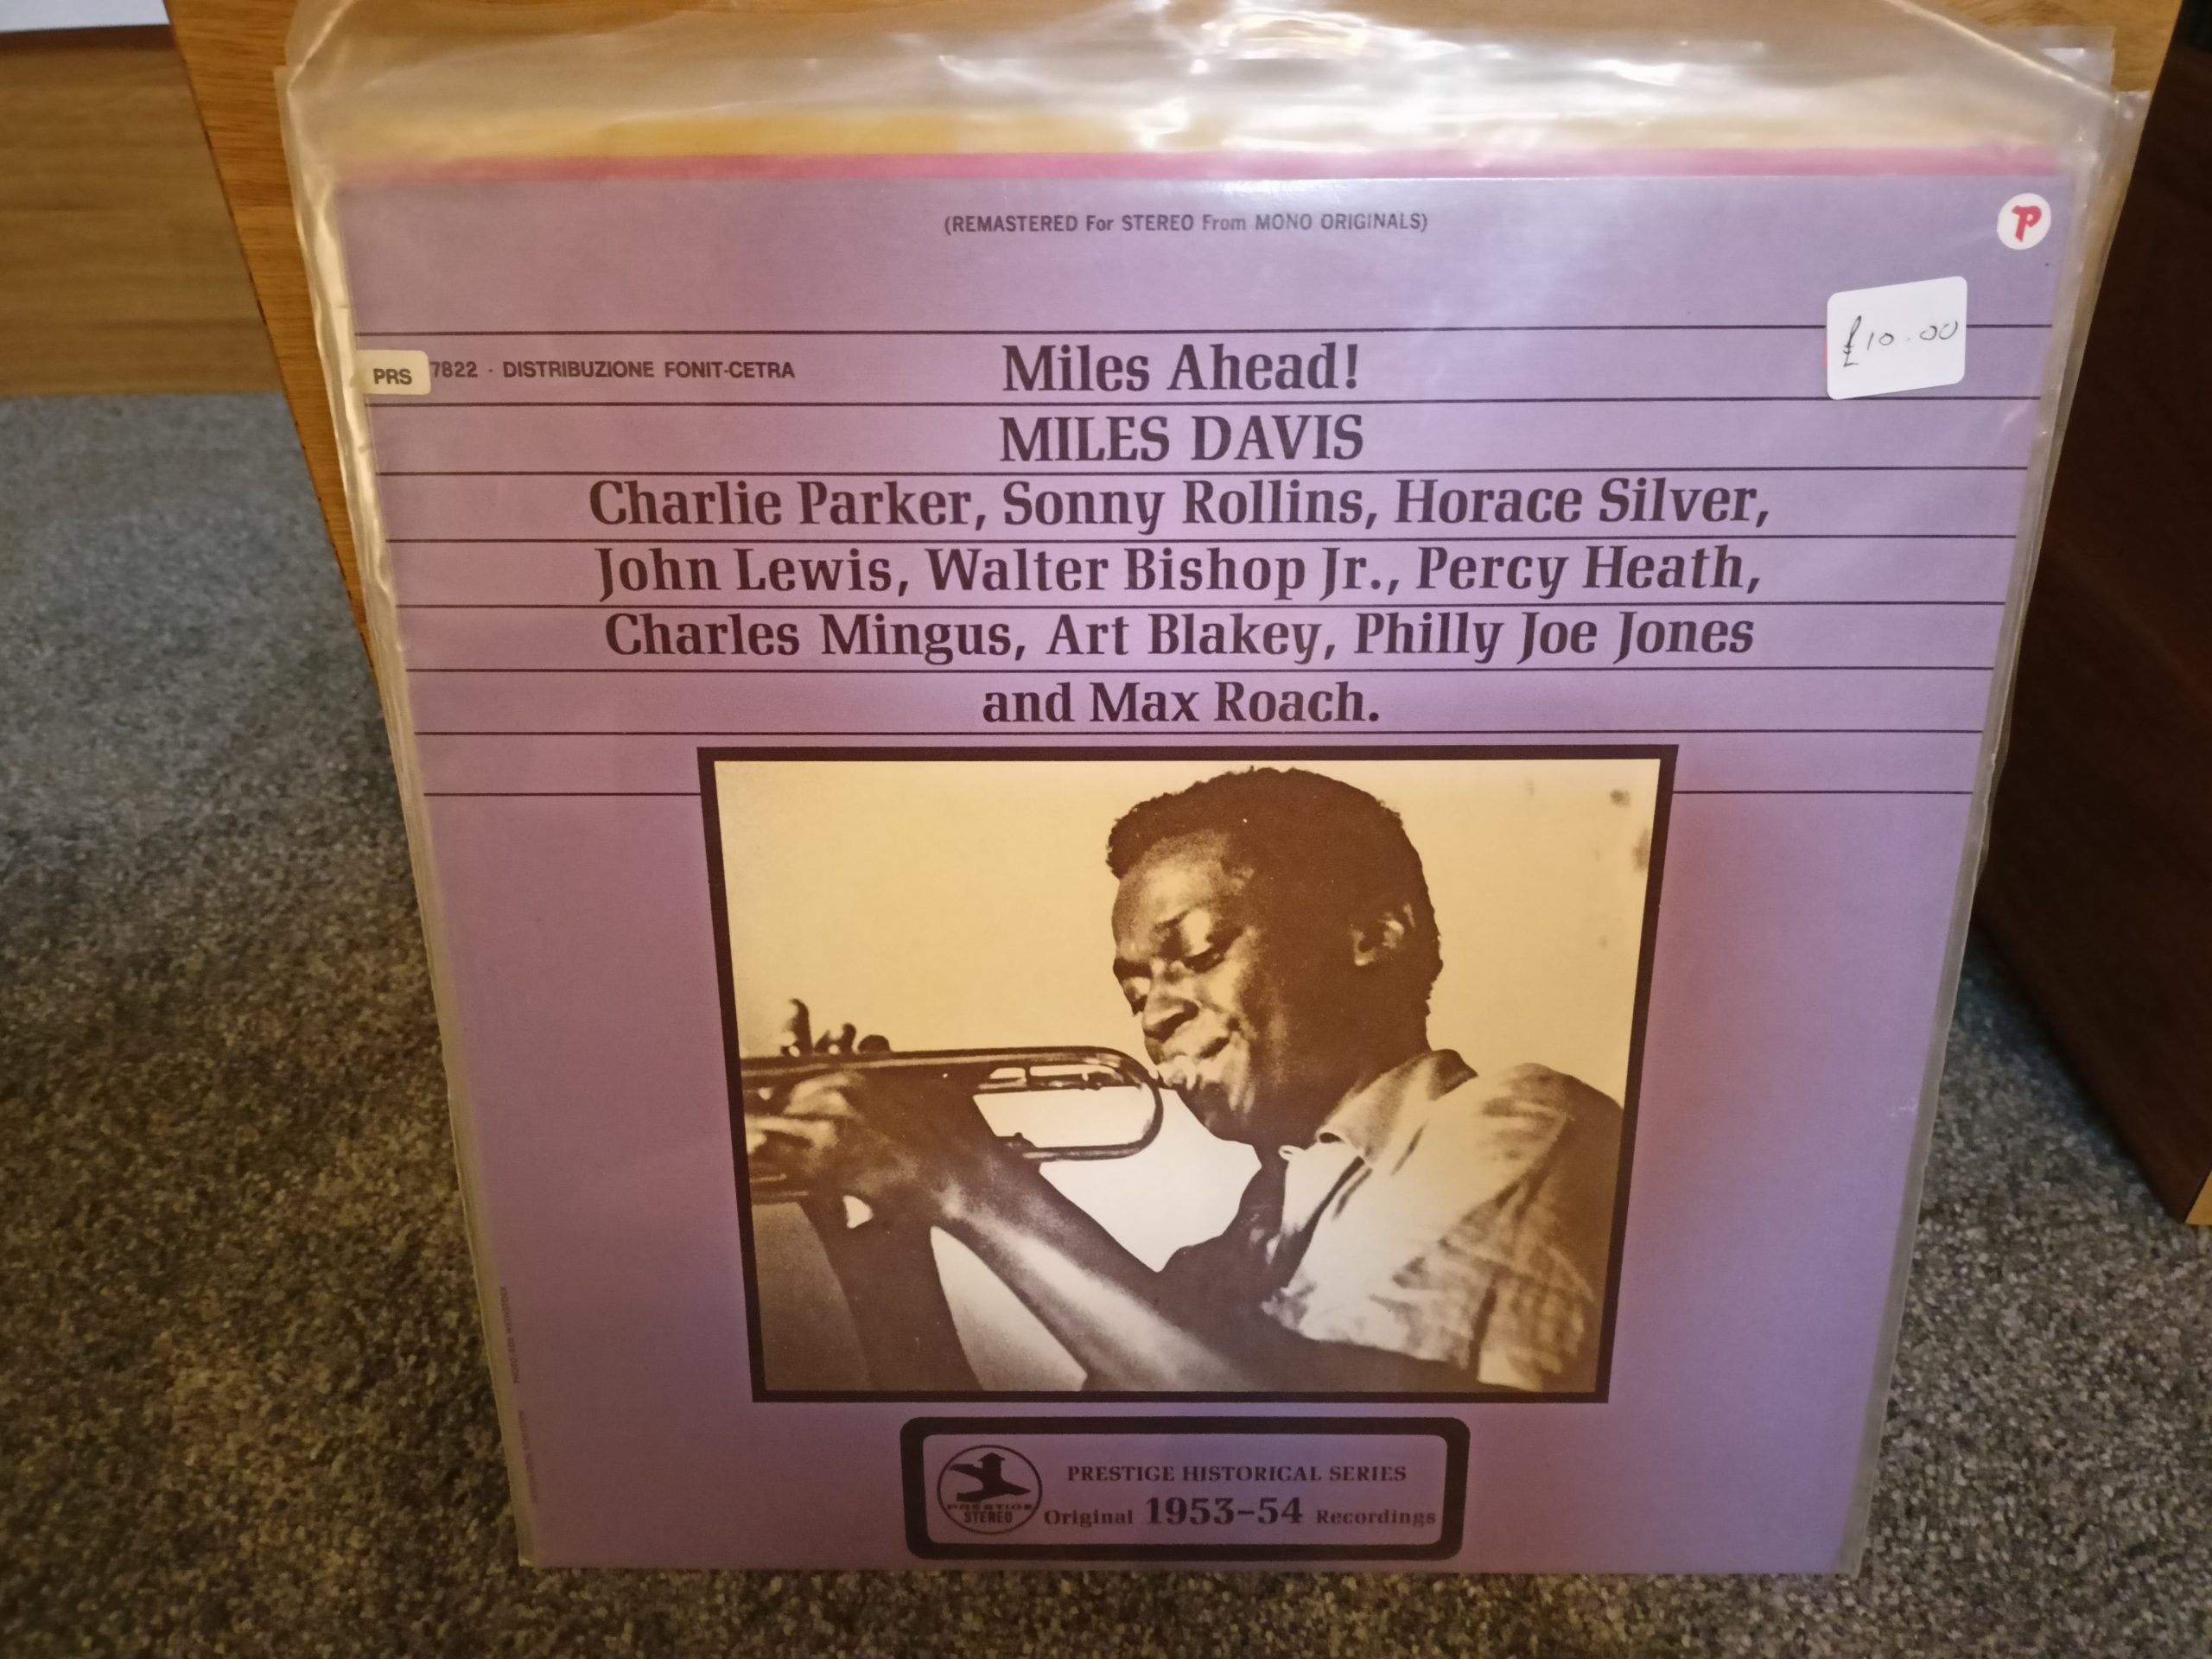 (REMASTERED For STEREO From MONO ORIGINALS)
P
£10.00
PRS 7822 · DISTRIBUZIONE FONIT-CETRA
Miles Ahead!
MILES DAVIS
Charlie Parker, Sonny Rollins, Horace Silver,
John Lewis, Walter Bishop Jr., Percy Heath,
Charles Mingus, Art Blakey, Philly Joe Jones
and Max Roach.
PRESTIGE
STEREO
PRESTIGE HISTORICAL SERIES
Original 1953-54 Recordings